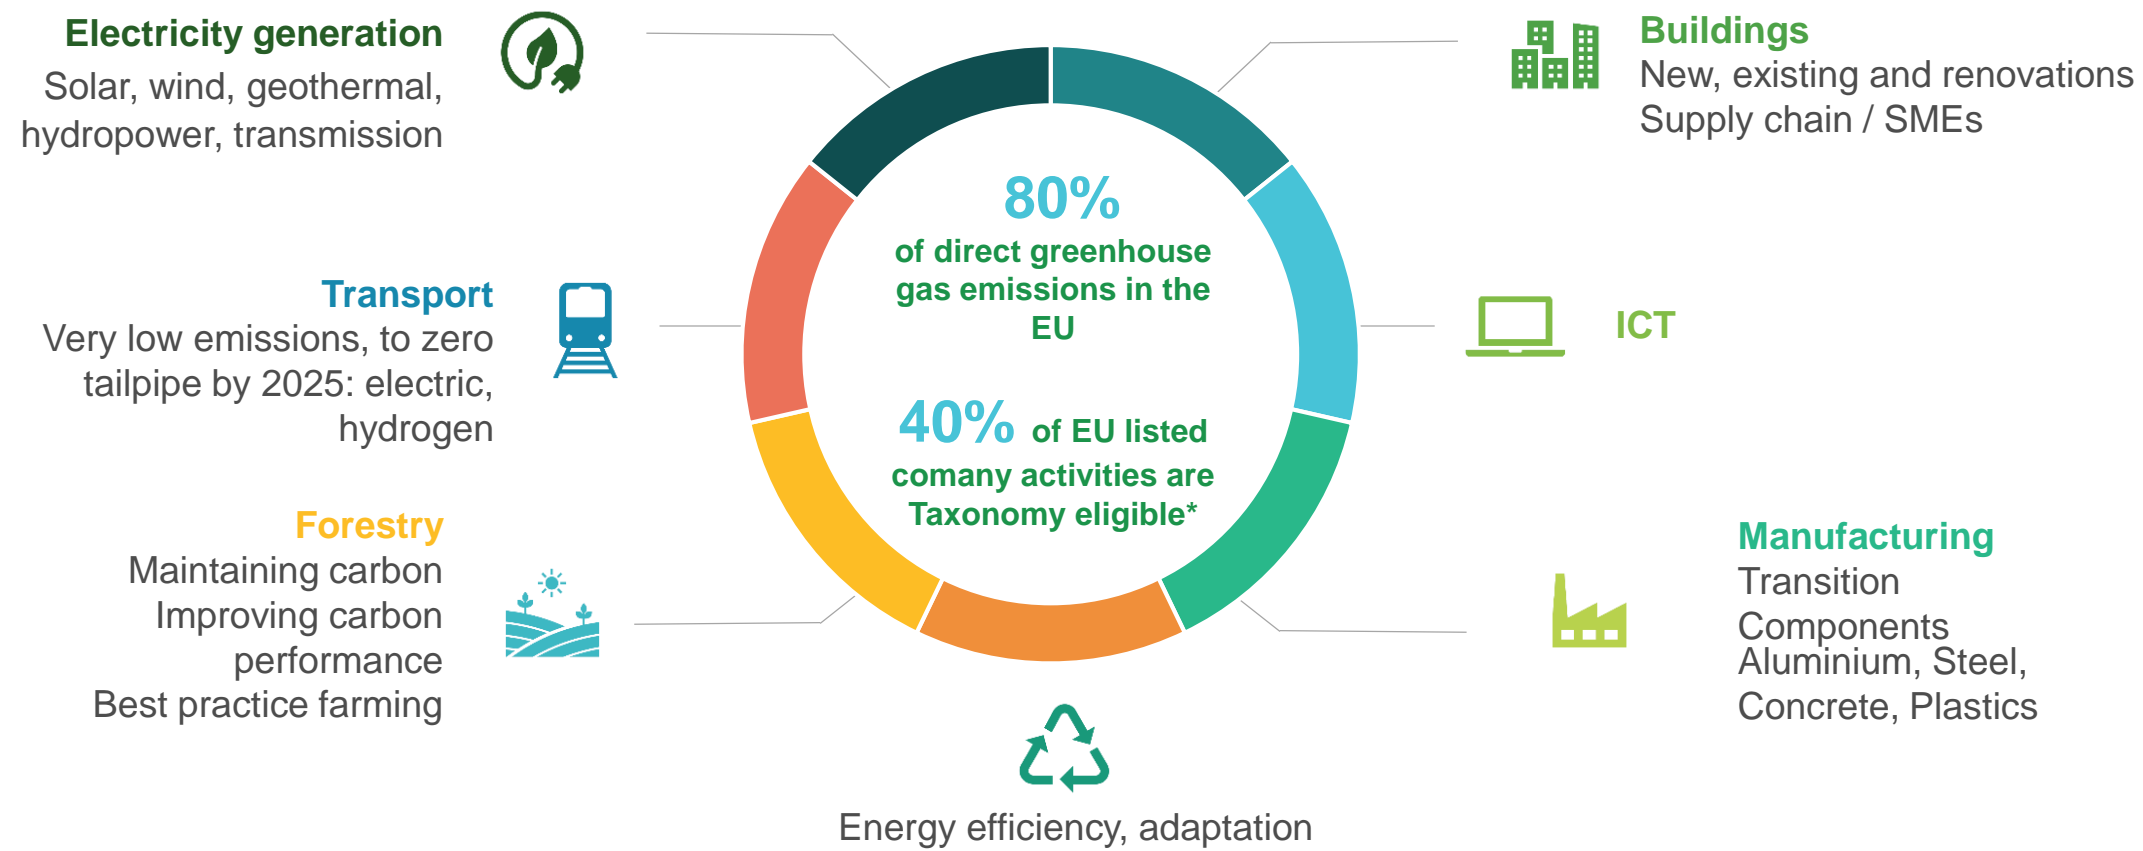 Electricity generation
Solar, wind, geothermal,
hydropower, transmission
Transport
Very low emissions, to zero
tailpipe by 2025: electric,
hydrogen
Forestry
Maintaining carbon
Improving carbon
performance
Best practice farming
80%
of direct greenhouse
gas emissions in the
EU
40% of EU listed
comany activities are
Taxonomy eligible*
Energy efficiency, adaptation
Buildings
New, existing and renovations
Supply chain / SMEs
ICT
Manufacturing
Transition
Components
Aluminium, Steel,
Concrete, Plastics